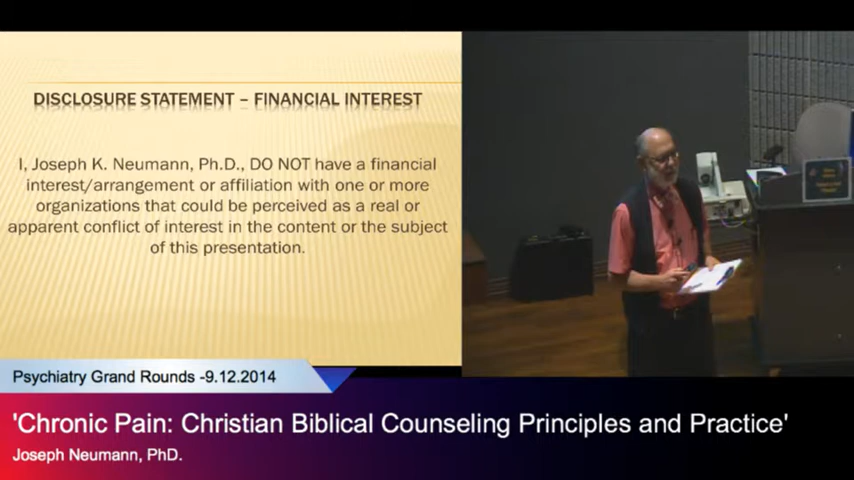 DISCLOSURE STATEMENT – FINANCIAL INTEREST
I, Joseph K. Neumann, Ph.D., DO NOT have a financial
interest/arrangement or affiliation with one or more
organizations that could be perceived as a real or
apparent conflict of interest in the content or the subject
of this presentation.
Psychiatry Grand Rounds -9.12.2014
'Chronic Pain: Christian Biblical Counseling Principles and Practice'
Joseph Neumann, PhD.